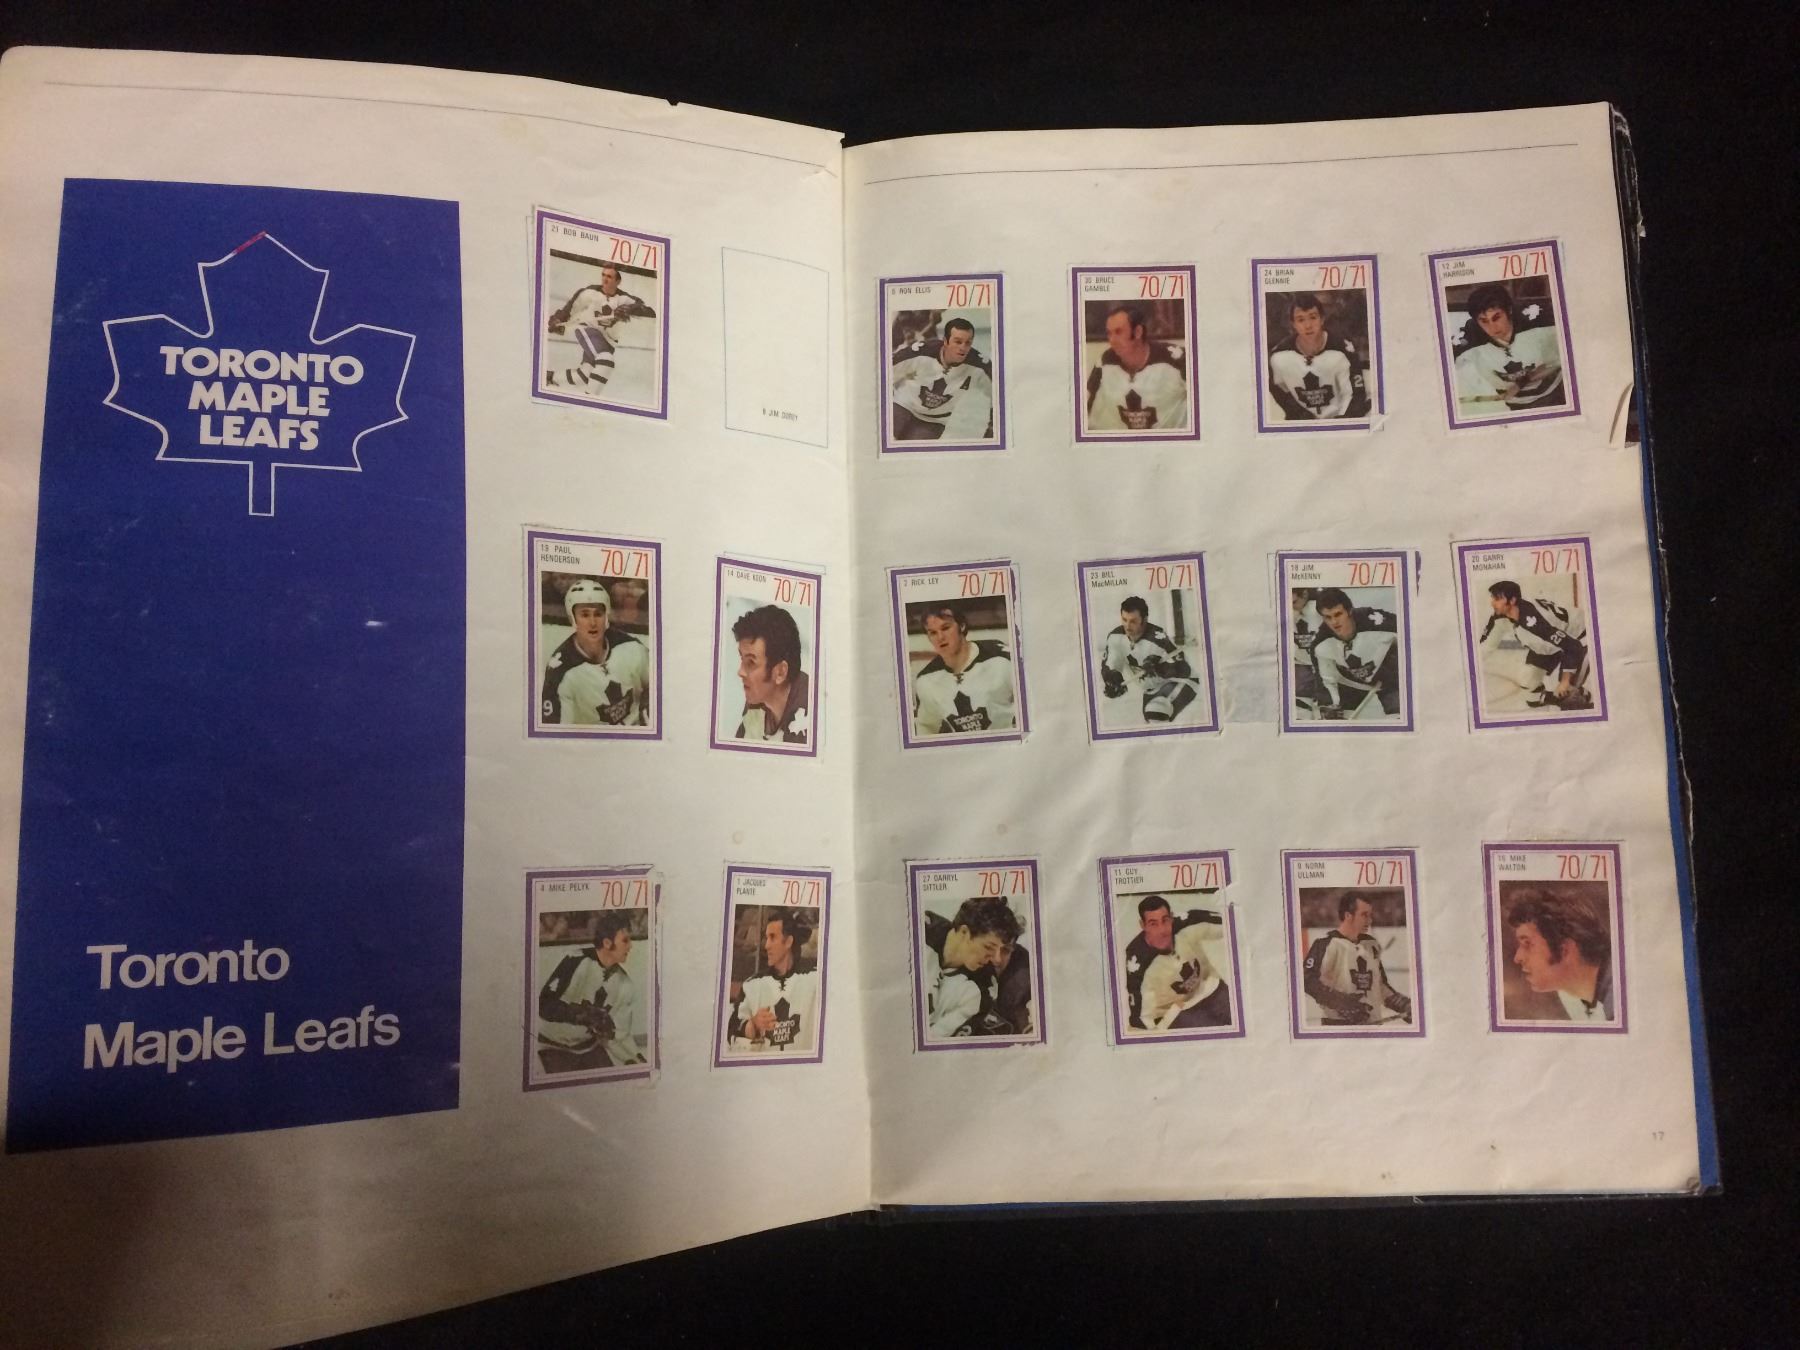 TORONTO
MAPLE
LEAFS
Toronto
Maple Leafs
21 BOB BAUN
70/71
8 JIM DOREY
19 PAUL
HENDERSON
70/71
14 DAVE KEON
70/71
4 MIKE PELYK
70/71
1 JACQUES
PLANTE
70/71
6 RON ELLIS
70/71
30 BRUCE
GAMBLE
70/71
24 BRIAN
GLENNIE
70/71
12 JIM
HARRISON
70/71
2 RICK LEY
70/71
23 BILL
MacMILLAN
70/71
18 JIM
McKENNY
70/71
20 GARRY
MONAHAN
70/71
27 DARRYL
SITTLER
70/71
11 GUY
TROTTIER
70/71
9 NORM
ULLMAN
70/71
16 MIKE
WALTON
70/71
17